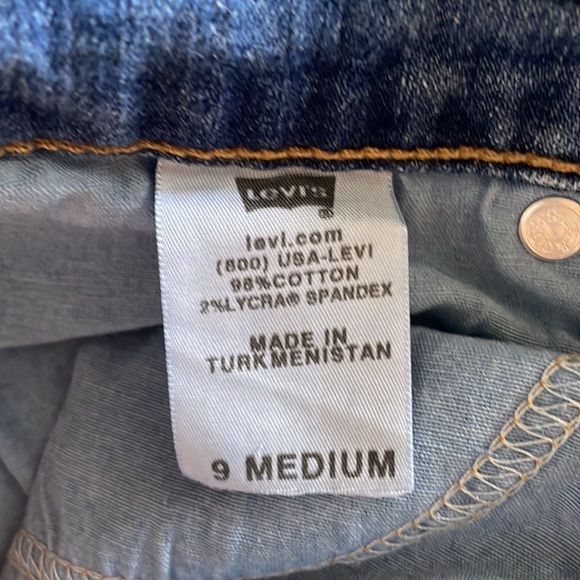 Levi's
®
levi.com
(800) USA-LEVI
98%COTTON
2%LYCRA® SPANDEX
MADE IN
TURKMENISTAN
9 MEDIUM